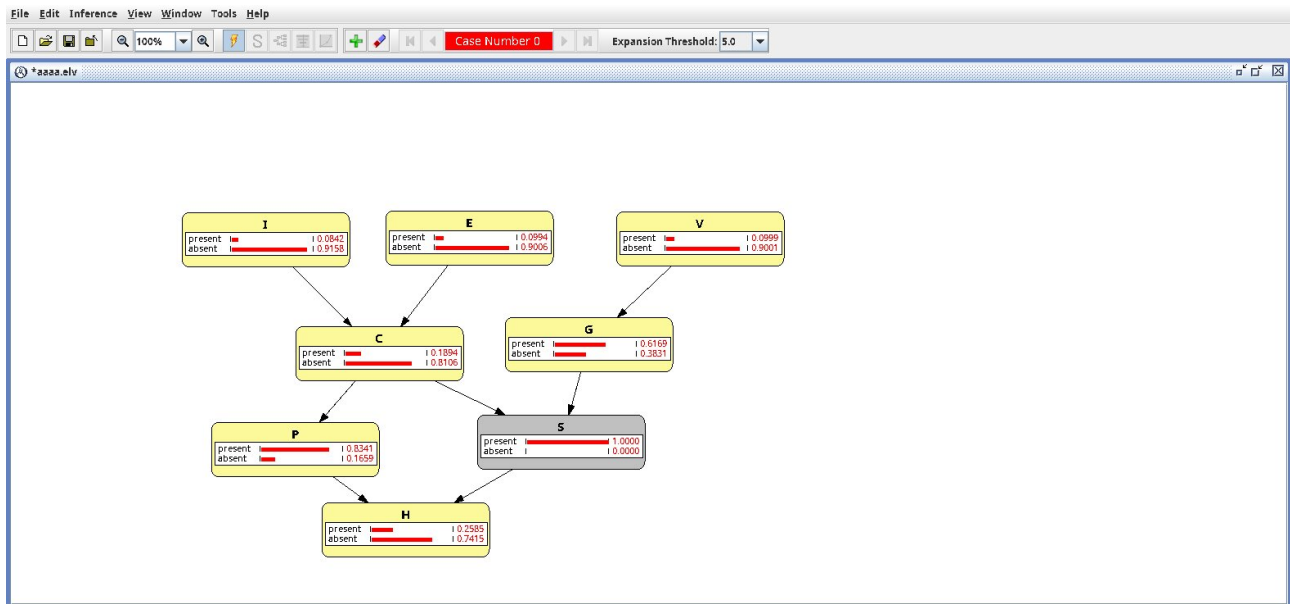 File Edit Inference View Window Tools Help
100% S Case Number 0 Expansion Threshold: 5.0
*aaaa.elv
I
present 0.0842
absent 0.9158
E
present 0.0994
absent 0.9006
V
present 0.0999
absent 0.9001
C
present 0.1894
absent 0.8106
G
present 0.6169
absent 0.3831
P
present 0.8341
absent 0.1659
S
present 1.0000
absent 0.0000
H
present 0.2585
absent 0.7415